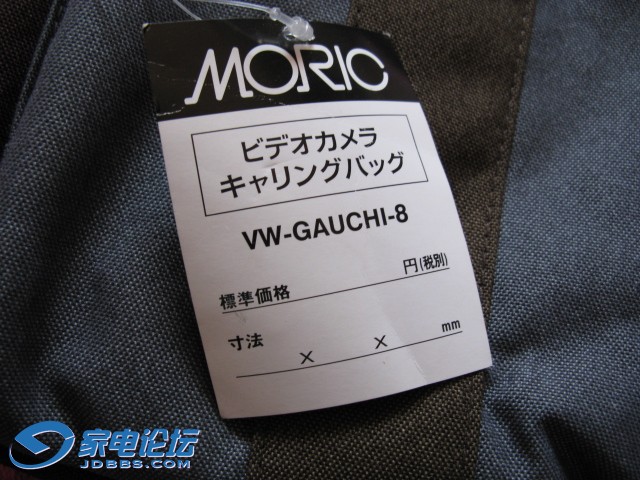 MORIC
ビデオカメラ
キャリングバッグ
VW-GAUCHI-8
標準価格 円(税別)
寸法 × × mm
家电论坛
JDBBS.COM